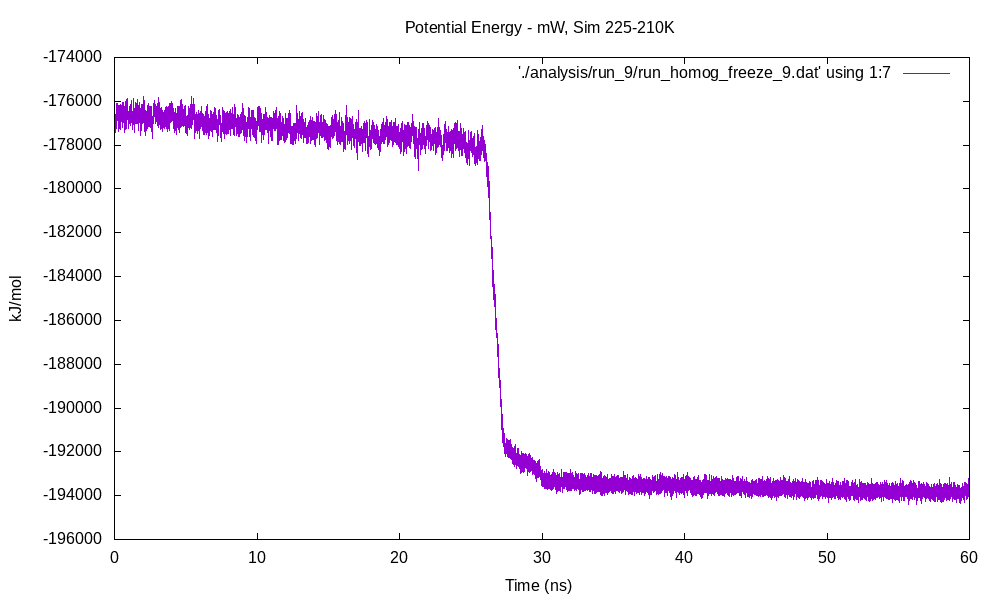 Potential Energy - mW, Sim 225-210K
'./analysis/run_9/run_homog_freeze_9.dat' using 1:7
-174000
-176000
-178000
-180000
-182000
-184000
-186000
-188000
-190000
-192000
-194000
-196000
kJ/mol
0 10 20 30 40 50 60
Time (ns)